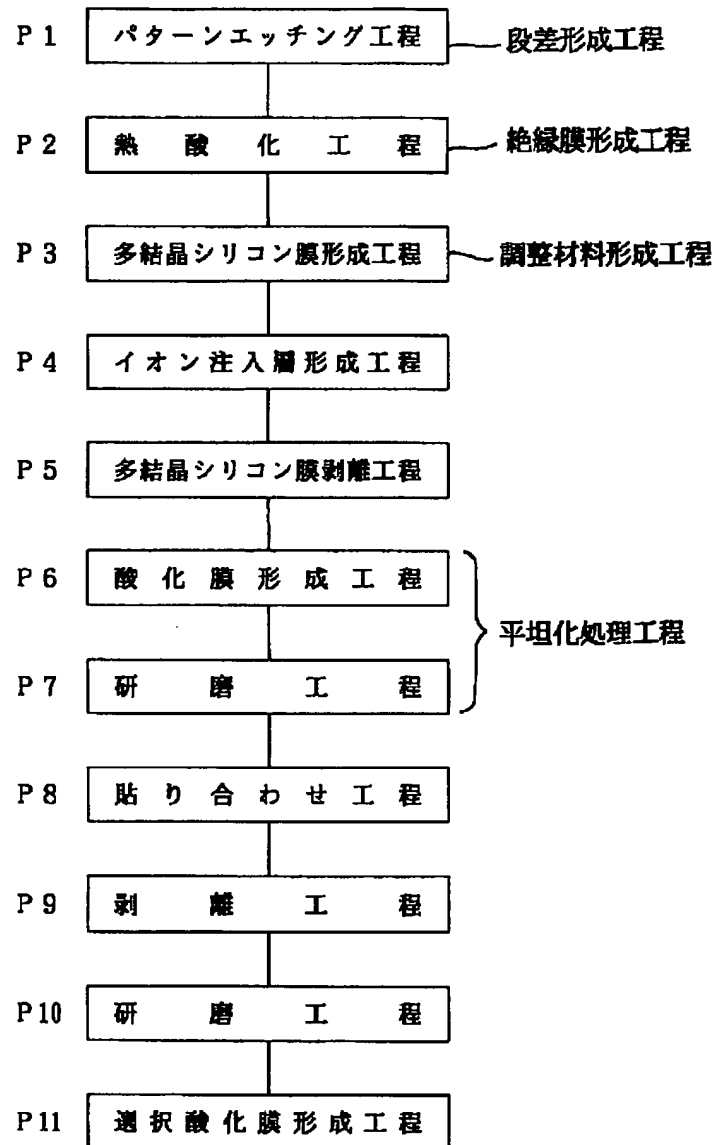 P1 パターンエッチング工程 段差形成工程
P2 熱酸化工程 絶縁膜形成工程
P3 多結晶シリコン膜形成工程 調整材料形成工程
P4 イオン注入層形成工程
P5 多結晶シリコン膜剥離工程
P6 酸化膜形成工程
平坦化処理工程
P7 研磨工程
P8 貼り合わせ工程
P9 剥離工程
P10 研磨工程
P11 選択酸化膜形成工程